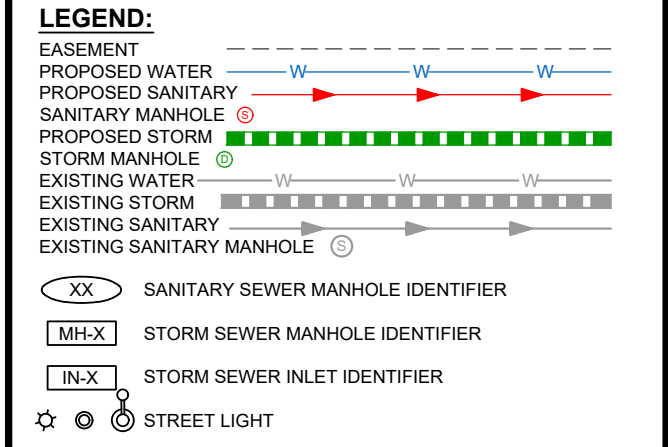 LEGEND:
EASEMENT
PROPOSED WATER W W W
PROPOSED SANITARY
SANITARY MANHOLE S
PROPOSED STORM
STORM MANHOLE D
EXISTING WATER W W W
EXISTING STORM
EXISTING SANITARY
EXISTING SANITARY MANHOLE S
XX SANITARY SEWER MANHOLE IDENTIFIER
MH-X STORM SEWER MANHOLE IDENTIFIER
IN-X STORM SEWER INLET IDENTIFIER
STREET LIGHT